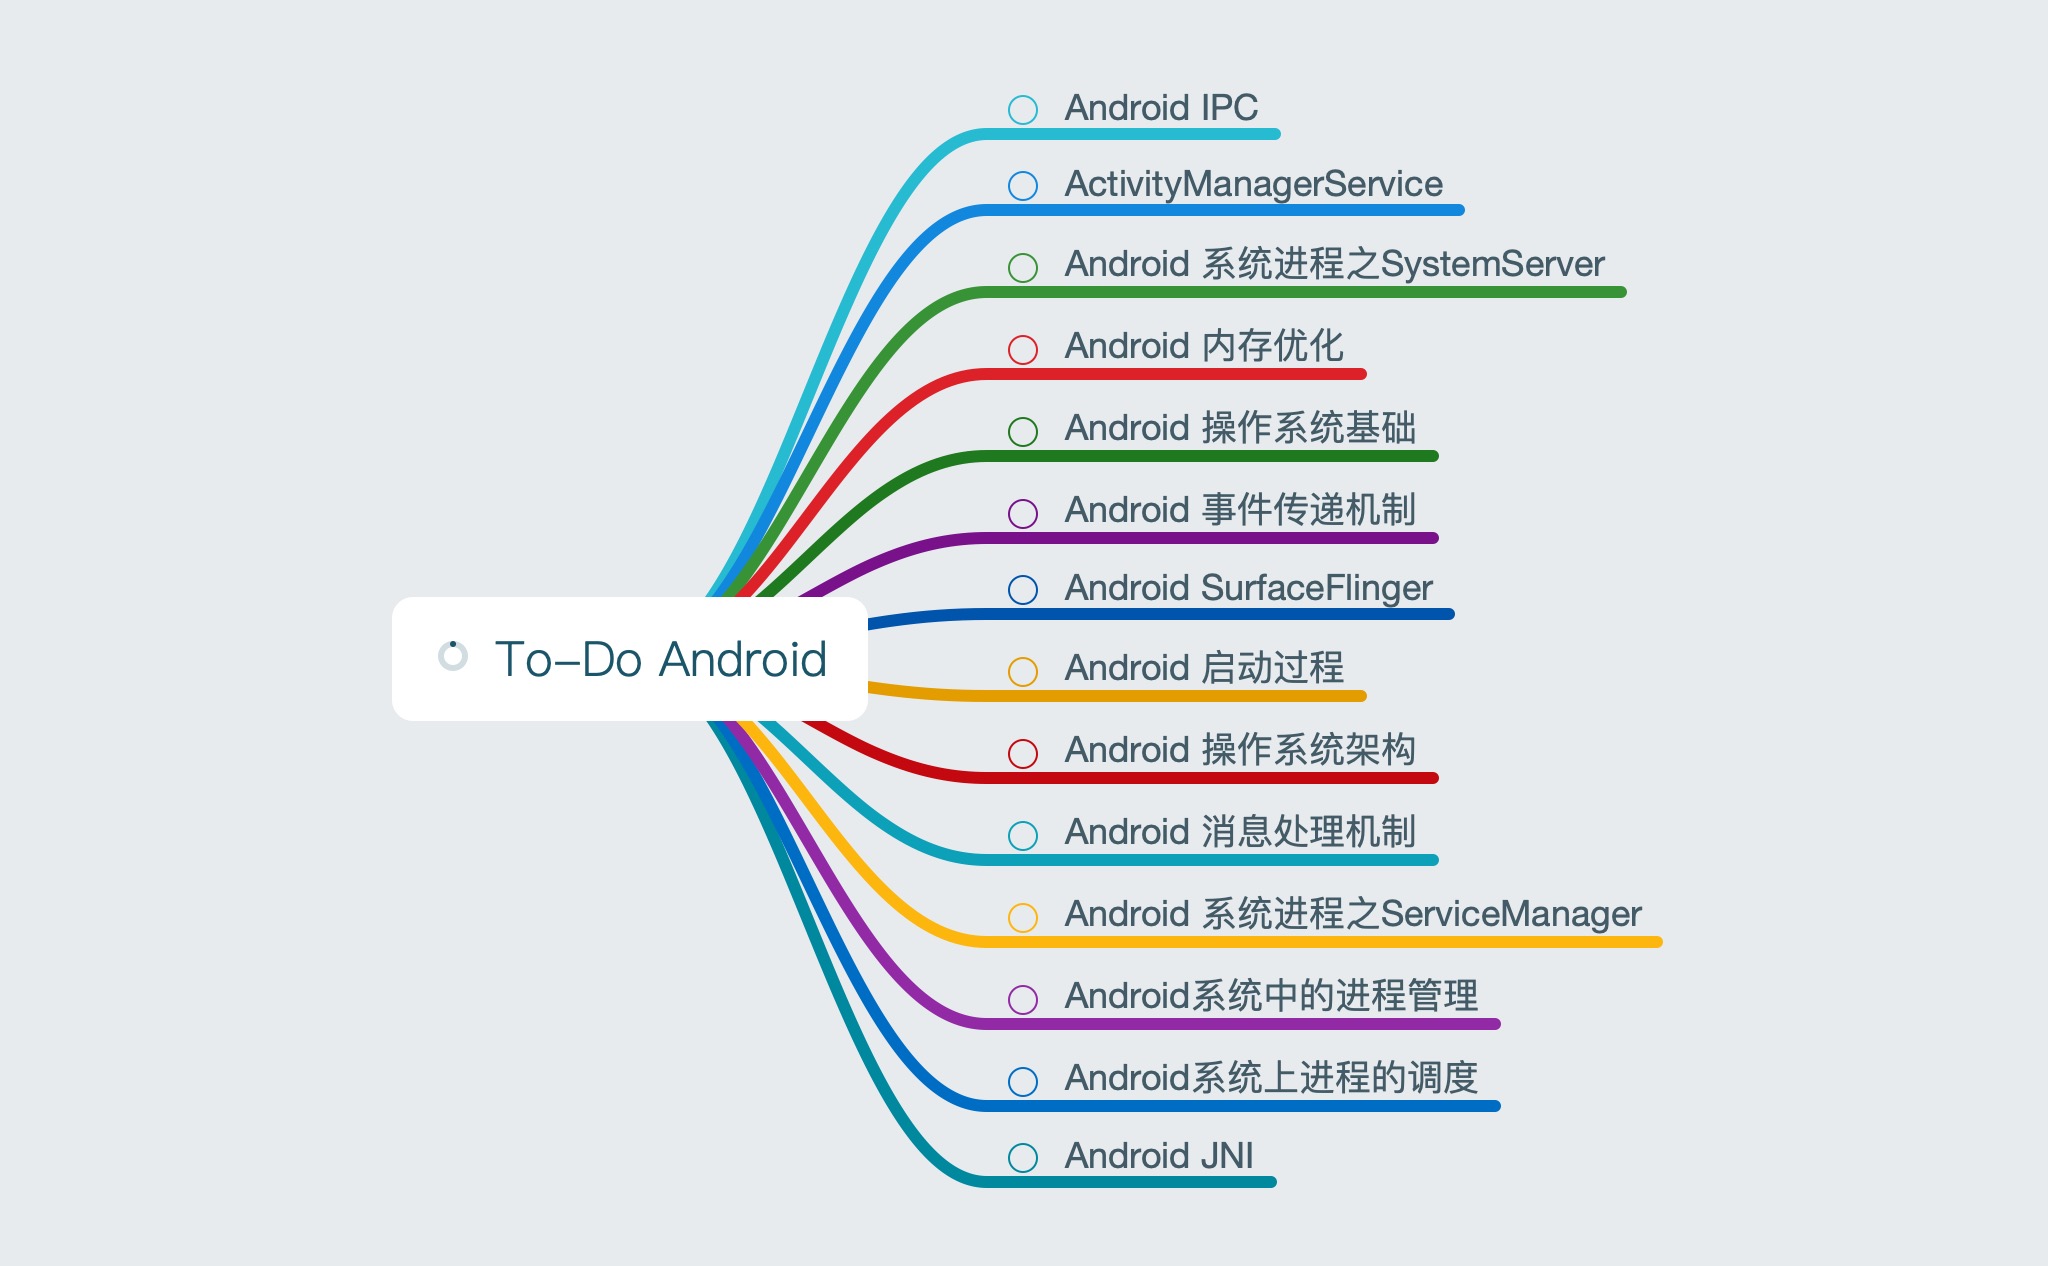 To-Do Android
Android IPC
ActivityManagerService
Android 系统进程之SystemServer
Android 内存优化
Android 操作系统基础
Android 事件传递机制
Android SurfaceFlinger
Android 启动过程
Android 操作系统架构
Android 消息处理机制
Android 系统进程之ServiceManager
Android系统中的进程管理
Android系统上进程的调度
Android JNI